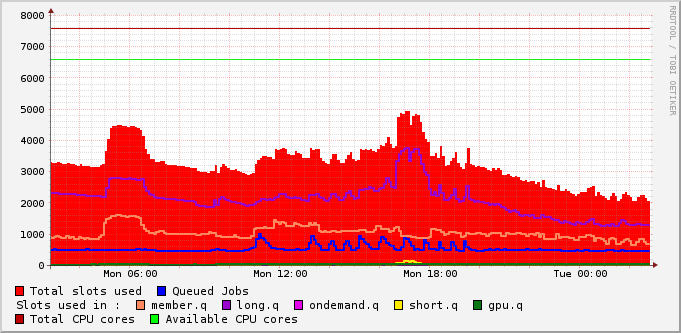 8000
7000
6000
5000
4000
3000
2000
1000
0
Mon 06:00 Mon 12:00 Mon 18:00 Tue 00:00
RRDTOOL / TOBI OETIKER
Total slots used Queued Jobs
Slots used in : member.q long.q ondemand.q short.q gpu.q
Total CPU cores Available CPU cores